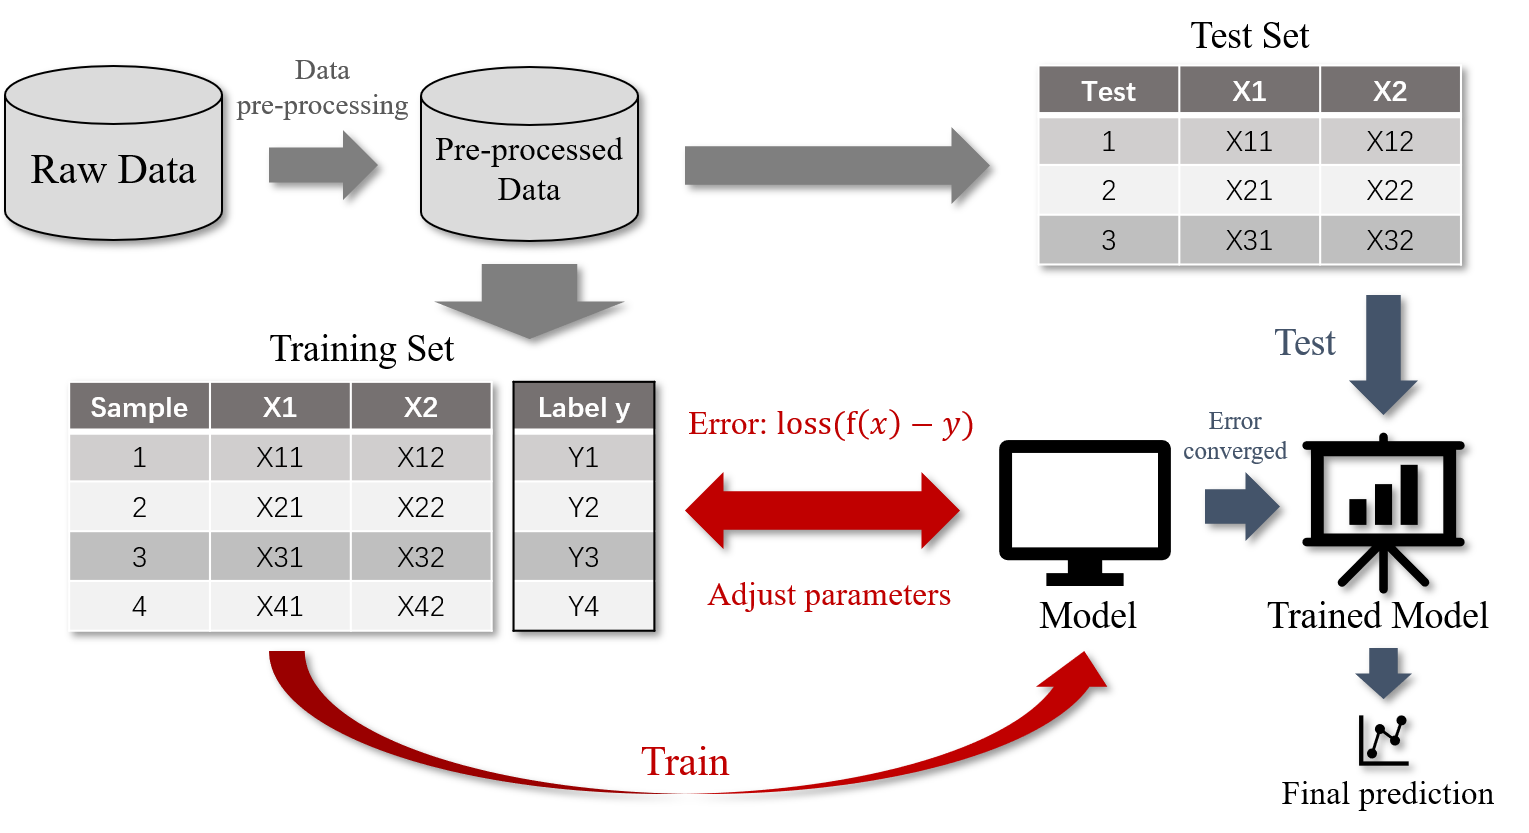 Test Set
Data
pre-processing
Raw Data
Pre-processed
Data
Test X1 X2
1 X11 X12
2 X21 X22
3 X31 X32
Training Set
Sample X1 X2 Label y
1 X11 X12 Y1
2 X21 X22 Y2
3 X31 X32 Y3
4 X41 X42 Y4
Error: loss(f(x) − y)
Adjust parameters
Train
Model
Error
converged
Test
Trained Model
Final prediction